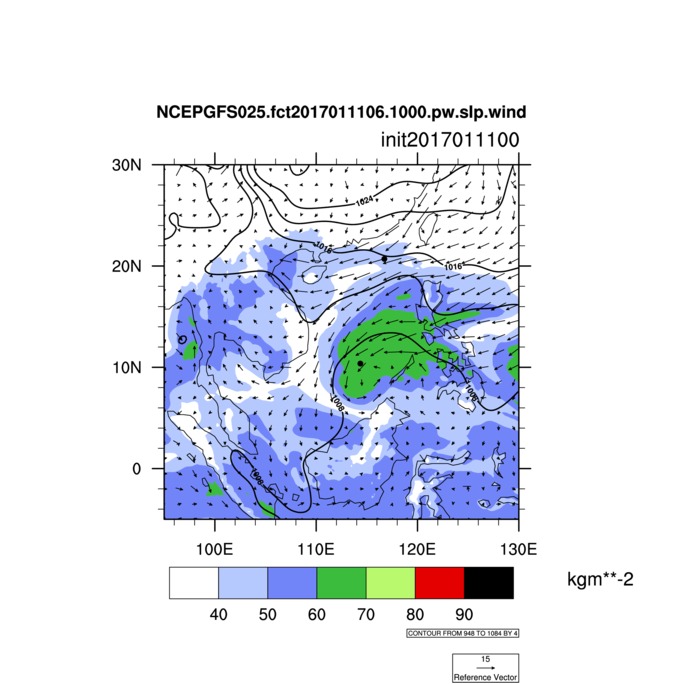 NCEPGFS025.fct2017011106.1000.pw.slp.wind
init2017011100
30N
1024
1016
1016
20N
10N
1008
1008
0
1008
100E 110E 120E 130E
kgm**-2
40 50 60 70 80 90
CONTOUR FROM 948 TO 1084 BY 4
15
Reference Vector